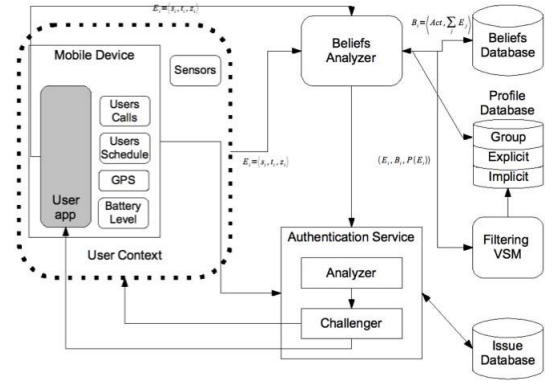 E_i=⟨s_i,t_i,z_i⟩
Mobile Device
Sensors
Users
Calls
Users
Schedule
GPS
Battery
Level
User
app
User Context
E_i=⟨s_i,t_i,z_i⟩
Beliefs
Analyzer
B_i=⟨Act,∑_j E_j⟩
Beliefs
Database
Profile
Database
Group
Explicit
Implicit
(E_i, B_i, P(E_i))
Filtering
VSM
Authentication Service
Analyzer
Challenger
Issue
Database